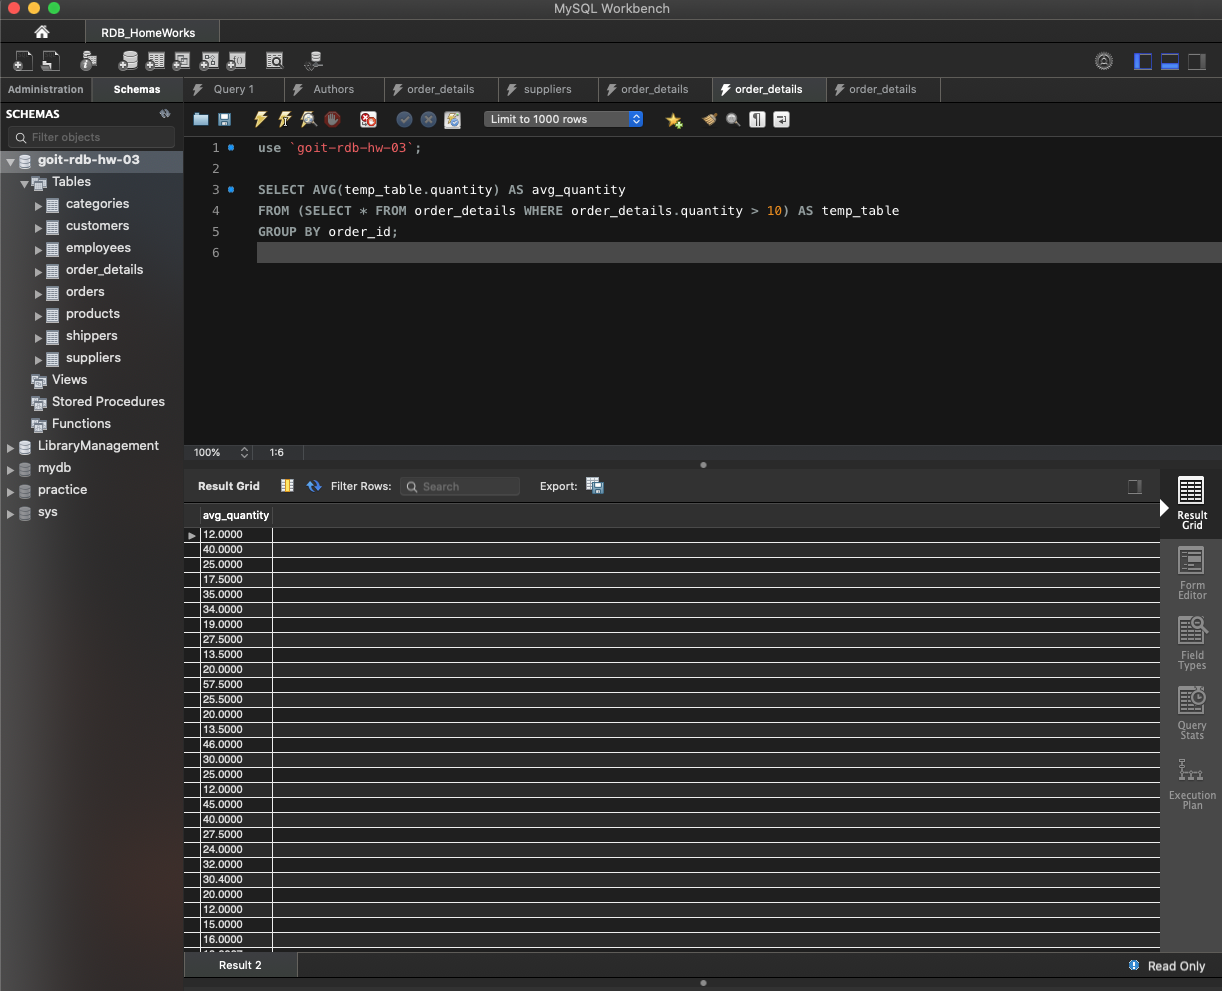 MySQL Workbench
RDB_HomeWorks
Administration Schemas
Query 1 Authors order_details suppliers order_details order_details order_details
SCHEMAS
Filter objects
goit-rdb-hw-03
Tables
categories
customers
employees
order_details
orders
products
shippers
suppliers
Views
Stored Procedures
Functions
LibraryManagement
mydb
practice
sys
Limit to 1000 rows
1 use `goit-rdb-hw-03`;
2
3 SELECT AVG(temp_table.quantity) AS avg_quantity
4 FROM (SELECT * FROM order_details WHERE order_details.quantity > 10) AS temp_table
5 GROUP BY order_id;
6
100% 1:6
Result Grid Filter Rows: Search Export:
avg_quantity
12.0000
40.0000
25.0000
17.5000
35.0000
34.0000
19.0000
27.5000
13.5000
20.0000
57.5000
25.5000
20.0000
13.5000
46.0000
30.0000
25.0000
12.0000
45.0000
40.0000
27.5000
24.0000
32.0000
30.4000
20.0000
12.0000
15.0000
16.0000
Result
Grid
Form
Editor
Field
Types
Query
Stats
Execution
Plan
Result 2
Read Only